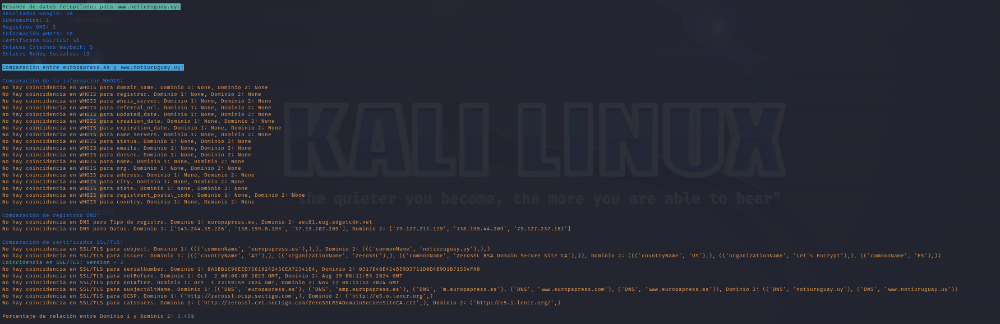 Resumen de datos recopilados para www.notiuruguay.uy:
Resultados Google: 10
Subdominios: 1
holamundo...
Registros DNS: 2
Información WHOIS: 18
Certificado SSL/TLS: Sí
Enlaces Externos Wayback: 5
Enlaces Redes Sociales: 12
Comparación entre europapress.es y www.notiuruguay.uy:
Comparación de la información WHOIS:
No hay coincidencia en WHOIS para domain_name. Dominio 1: None, Dominio 2: None
No hay coincidencia en WHOIS para registrar. Dominio 1: None, Dominio 2: None
No hay coincidencia en WHOIS para whois_server. Dominio 1: None, Dominio 2: None
No hay coincidencia en WHOIS para referral_url. Dominio 1: None, Dominio 2: None
No hay coincidencia en WHOIS para updated_date. Dominio 1: None, Dominio 2: None
No hay coincidencia en WHOIS para creation_date. Dominio 1: None, Dominio 2: None
No hay coincidencia en WHOIS para expiration_date. Dominio 1: None, Dominio 2: None
No hay coincidencia en WHOIS para name_servers. Dominio 1: None, Dominio 2: None
No hay coincidencia en WHOIS para status. Dominio 1: None, Dominio 2: None
No hay coincidencia en WHOIS para emails. Dominio 1: None, Dominio 2: None
No hay coincidencia en WHOIS para dnssec. Dominio 1: None, Dominio 2: None
No hay coincidencia en WHOIS para name. Dominio 1: None, Dominio 2: None
No hay coincidencia en WHOIS para org. Dominio 1: None, Dominio 2: None
No hay coincidencia en WHOIS para address. Dominio 1: None, Dominio 2: None
No hay coincidencia en WHOIS para city. Dominio 1: None, Dominio 2: None
No hay coincidencia en WHOIS para state. Dominio 1: None, Dominio 2: None
No hay coincidencia en WHOIS para registrant_postal_code. Dominio 1: None, Dominio 2: None
No hay coincidencia en WHOIS para country. Dominio 1: None, Dominio 2: None
KALI LINUX
"the quieter you become, the more you are able to hear"
resultados
Comparación de registros DNS:
No hay coincidencia en DNS para Tipo de registro. Dominio 1: europapress.es, Dominio 2: aec01.eug.edgetcdn.net
No hay coincidencia en DNS para Datos. Dominio 1: ['143.244.35.226', '138.199.8.193', '37.19.207.209'], Dominio 2: ['79.127.211.129', '138.199.44.209', '79.127.237.161']
Comparación de certificados SSL/TLS:
No hay coincidencia en SSL/TLS para subject. Dominio 1: ((('commonName', 'europapress.es'),),), Dominio 2: ((('commonName', 'notiuruguay.uy'),),)
No hay coincidencia en SSL/TLS para issuer. Dominio 1: ((('countryName', 'AT'),), (('organizationName', 'ZeroSSL'),), (('commonName', 'ZeroSSL RSA Domain Secure Site CA'),)), Dominio 2: ((('countryName', 'US'),), (('organizationName', "Let's Encrypt"),), (('commonName', 'E5'),))
Coincidencia en SSL/TLS: version - 3
No hay coincidencia en SSL/TLS para serialNumber. Dominio 1: 8A6BB1C96EED7561924245CEA72341E4, Dominio 2: 0317E48E424BE9D3711D0D4B9D1B71554FA0
No hay coincidencia en SSL/TLS para notBefore. Dominio 1: Oct  2 00:00:00 2023 GMT, Dominio 2: Aug 19 08:11:53 2024 GMT
No hay coincidencia en SSL/TLS para notAfter. Dominio 1: Oct  1 23:59:59 2024 GMT, Dominio 2: Nov 17 08:11:52 2024 GMT
No hay coincidencia en SSL/TLS para subjectAltName. Dominio 1: (('DNS', 'europapress.es'), ('DNS', 'amp.europapress.es'), ('DNS', 'm.europapress.es'), ('DNS', 'www.europapress.com'), ('DNS', 'www.europapress.es')), Dominio 2: (('DNS', 'notiuruguay.uy'), ('DNS', 'www.notiuruguay.uy'))
No hay coincidencia en SSL/TLS para OCSP. Dominio 1: ('http://zerossl.ocsp.sectigo.com',), Dominio 2: ('http://e5.o.lencr.org',)
No hay coincidencia en SSL/TLS para caIssuers. Dominio 1: ('http://zerossl.crt.sectigo.com/ZeroSSLRSADomainSecureSiteCA.crt',), Dominio 2: ('http://e5.i.lencr.org/',)
Porcentaje de relación entre Dominio 1 y Dominio 2: 3.45%